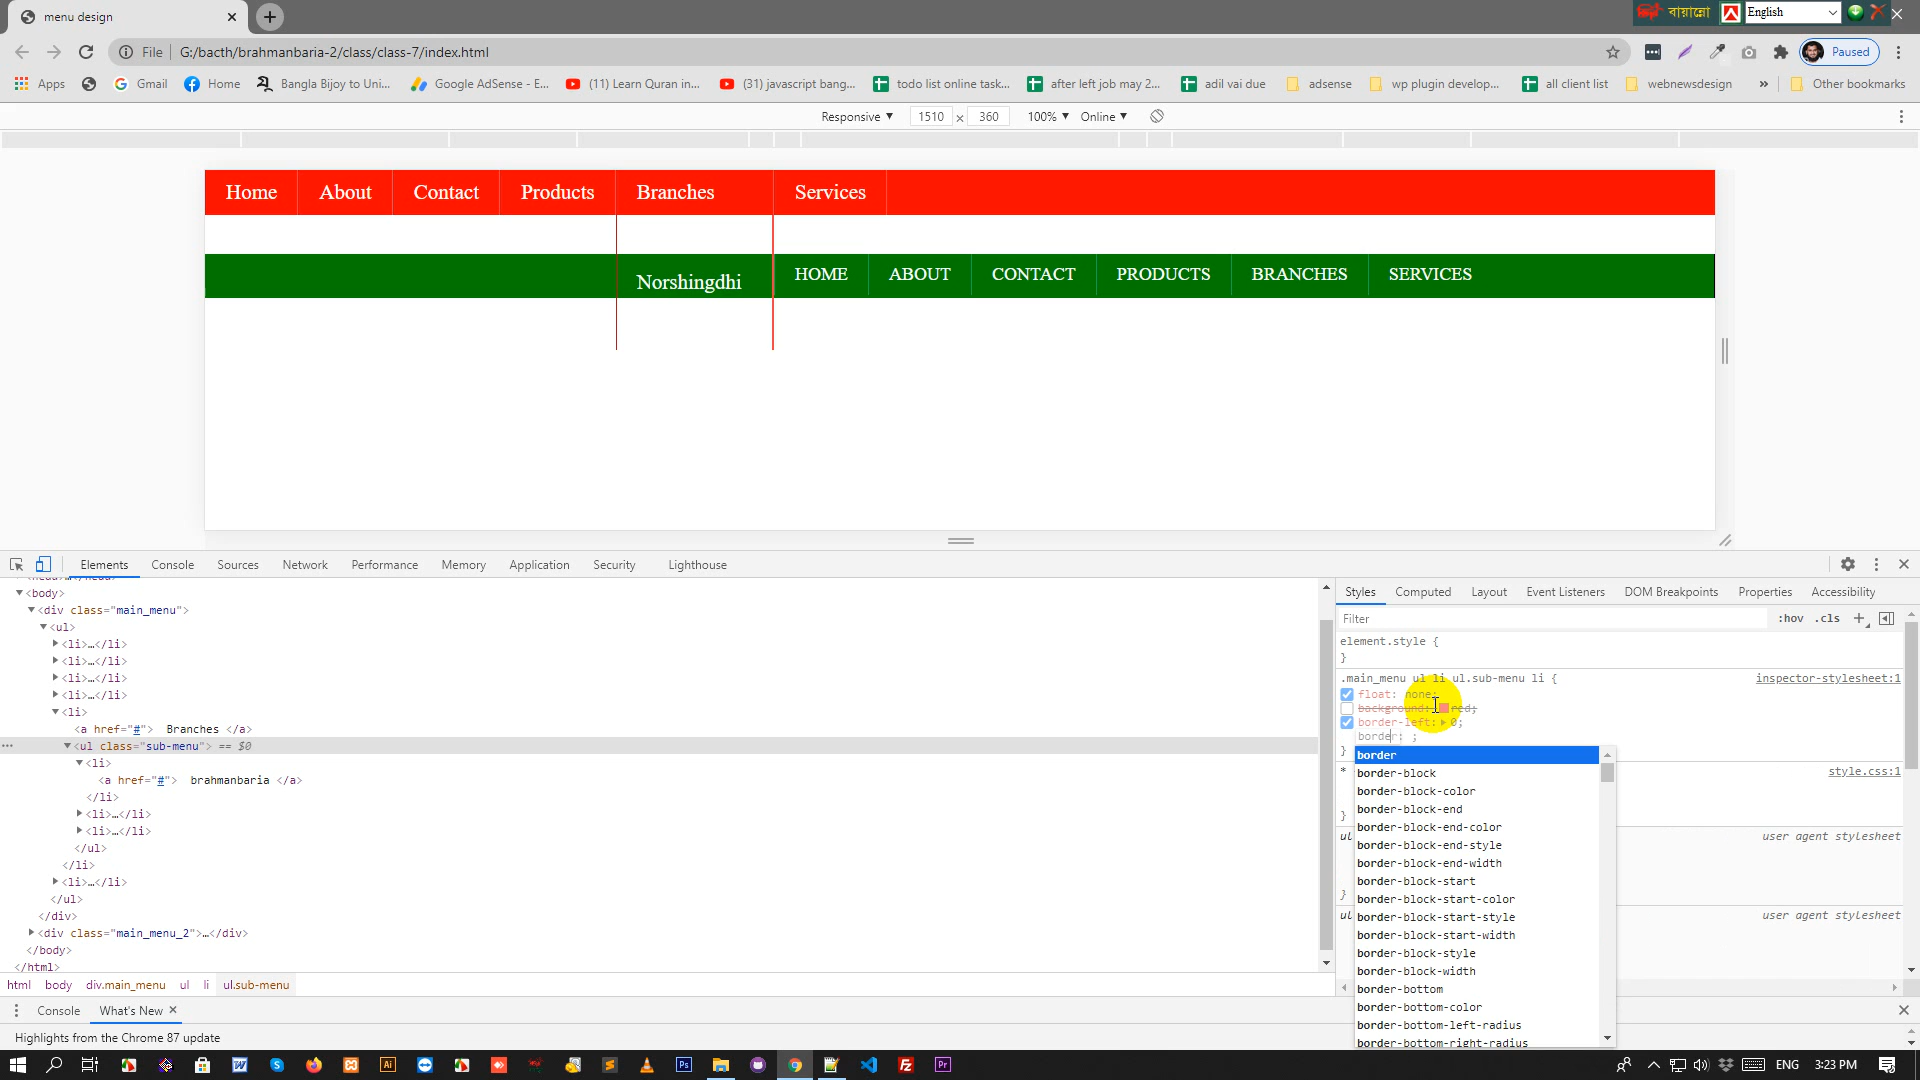 menu design
বায়ান্নো
English
File
G:/bacth/brahmanbaria-2/class/class-7/index.html
Paused
Apps
Gmail
Home
Bangla Bijoy to Uni...
Google AdSense - E...
(11) Learn Quran in...
(31) javascript bang...
todo list online task...
after left job may 2...
adil vai due
adsense
wp plugin develop...
all client list
webnewsdesign
»
Other bookmarks
Responsive ▼ 1510 x 360 100% ▼ Online ▼
Home About Contact Products Branches Services
Norshingdhi HOME ABOUT CONTACT PRODUCTS BRANCHES SERVICES
Elements Console Sources Network Performance Memory Application Security Lighthouse
<body>
<div class="main_menu">
<ul>
<li>…</li>
<li>…</li>
<li>…</li>
<li>…</li>
<li>
<a href="#"> Branches </a>
<ul class="sub-menu"> == $0
<li>
<a href="#"> brahmanbaria </a>
</li>
<li>…</li>
<li>…</li>
</ul>
</li>
<li>…</li>
</ul>
</div>
<div class="main_menu_2">…</div>
</body>
</html>
html body div.main_menu ul li ul.sub-menu
Styles Computed Layout Event Listeners DOM Breakpoints Properties Accessibility
Filter :hov .cls +
element.style {
}
.main_menu ul li ul.sub-menu li { inspector-stylesheet:1
float: none;
background: red;
border-left: 0;
border: ;
}
* style.css:1
}
ul user agent stylesheet
}
ul user agent stylesheet
border
border-block
border-block-color
border-block-end
border-block-end-color
border-block-end-style
border-block-end-width
border-block-start
border-block-start-color
border-block-start-style
border-block-start-width
border-block-style
border-block-width
border-bottom
border-bottom-color
border-bottom-left-radius
border-bottom-right-radius
Console What's New ×
Highlights from the Chrome 87 update
ENG 3:23 PM